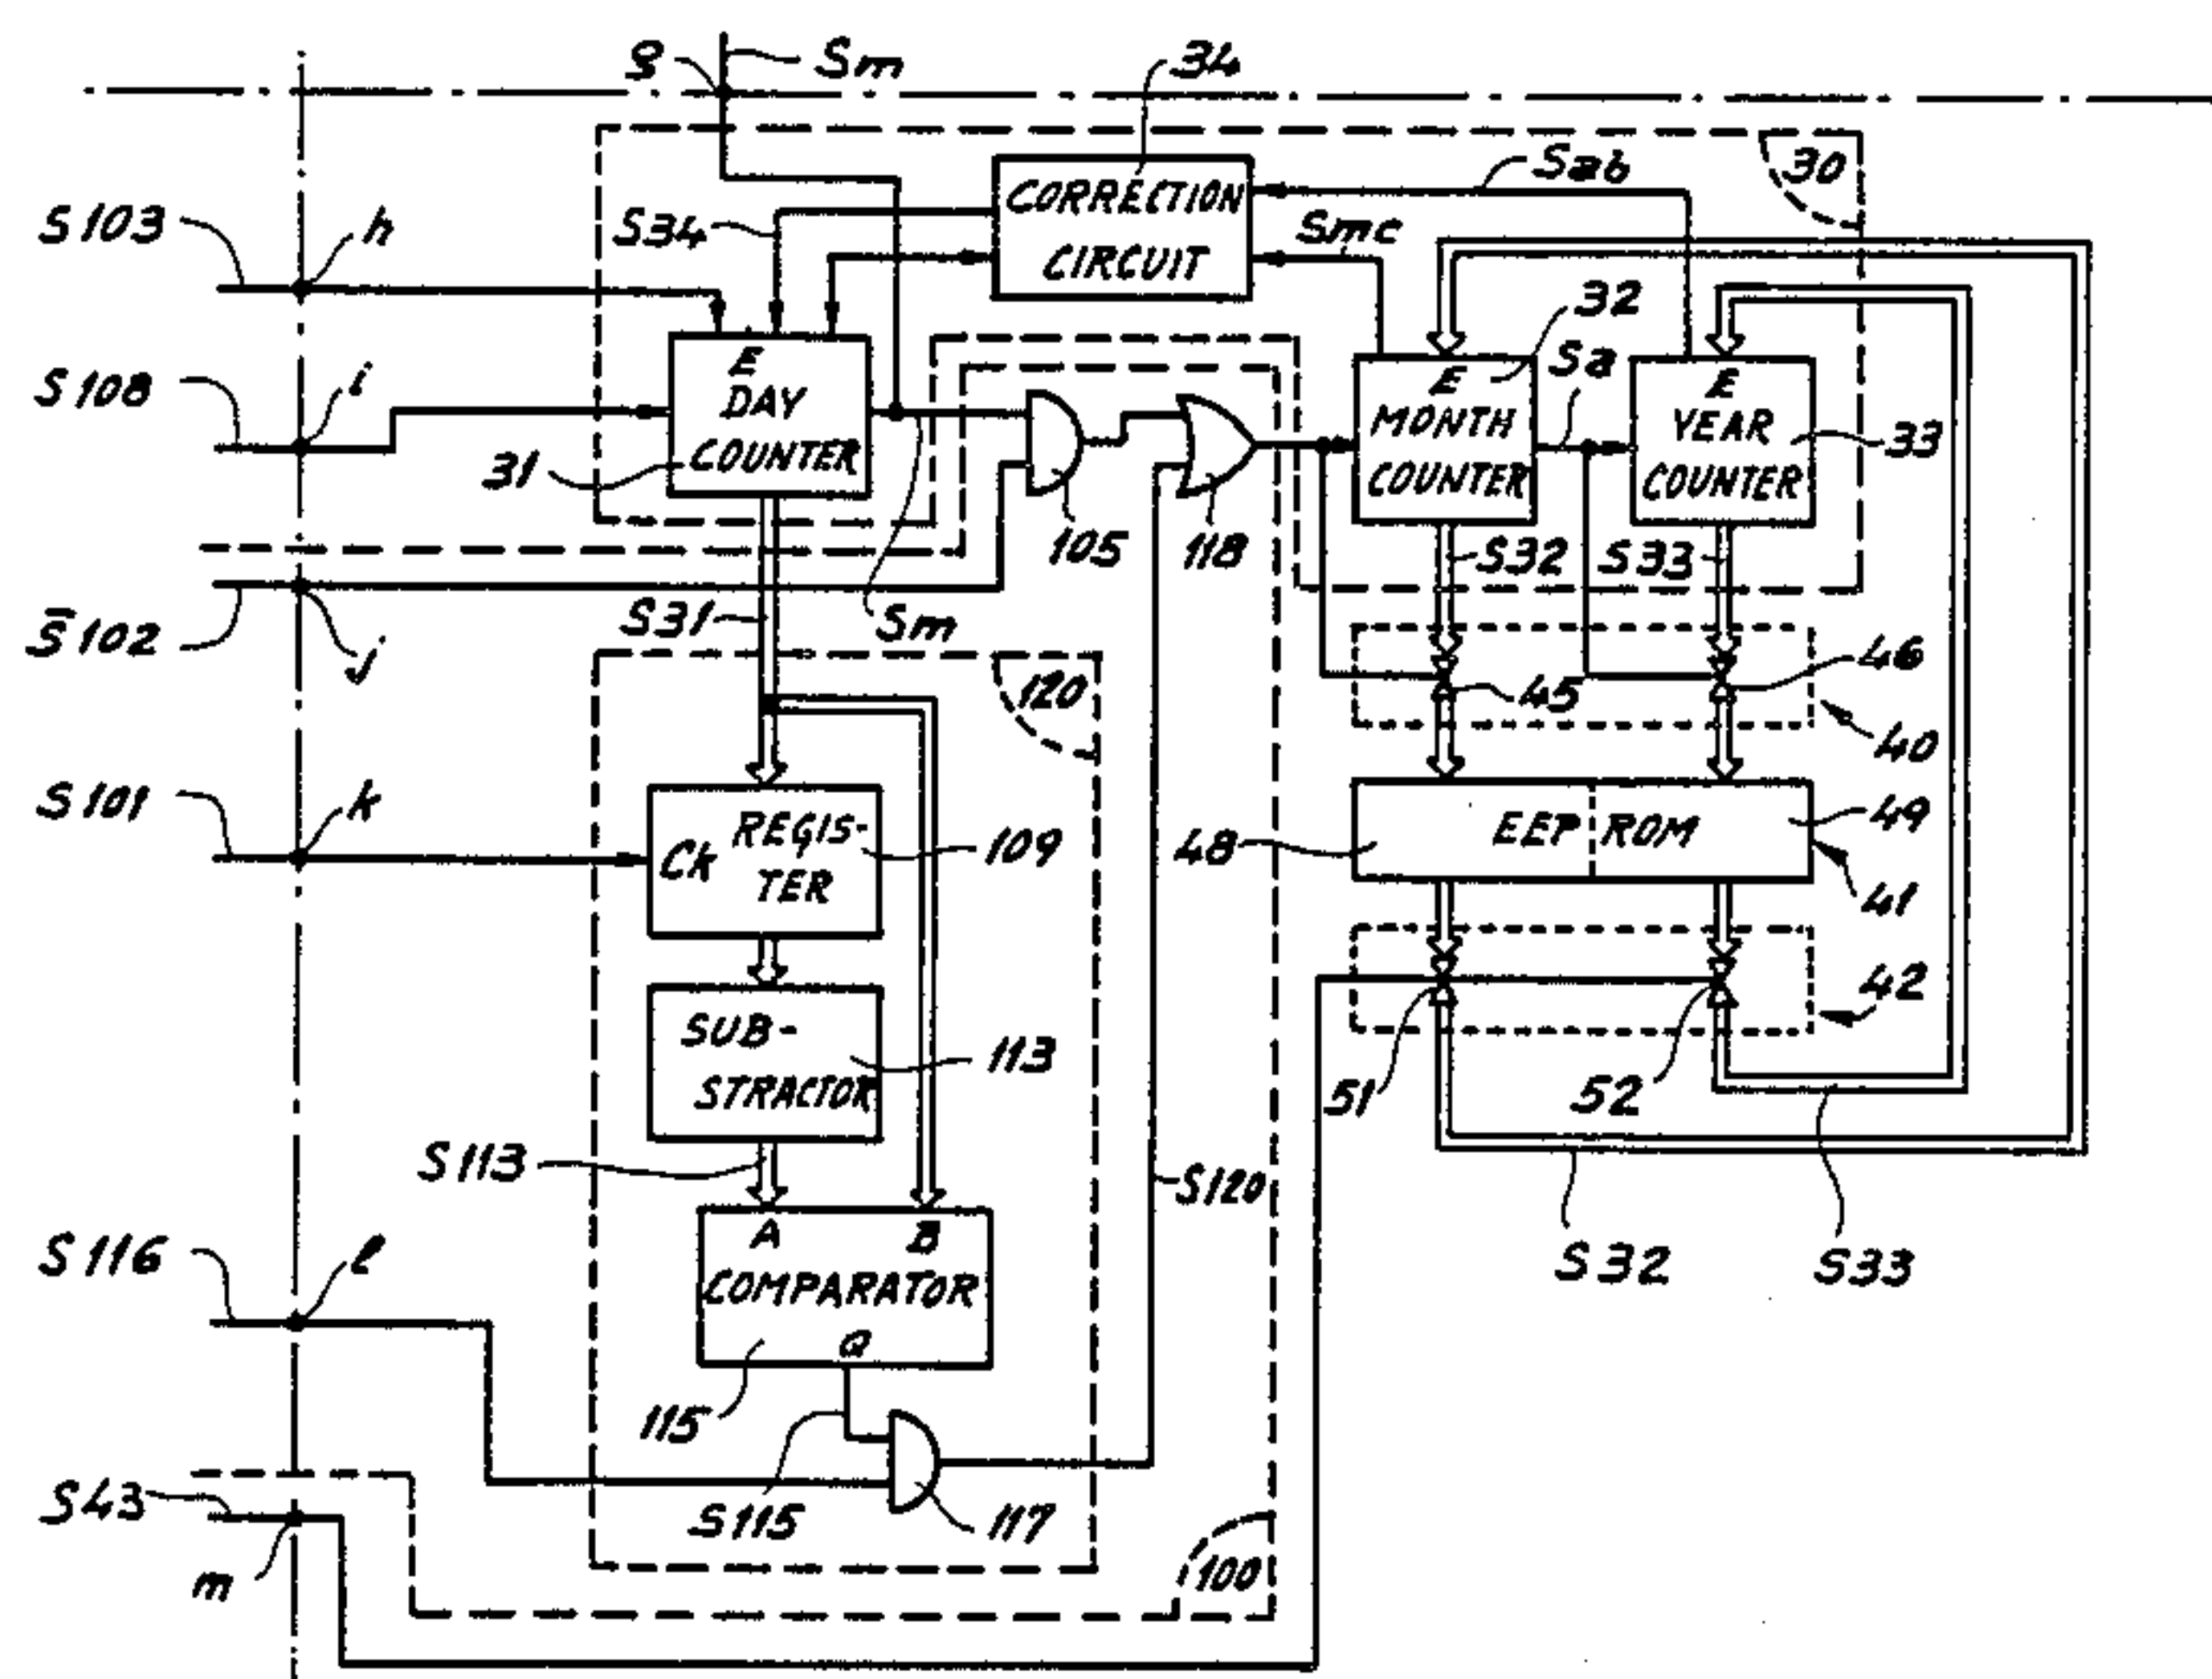 g Sm 34
Sab 30
S103 h S34 CORRECTION Smc
CIRCUIT
32
S108 i E E Sa E
DAY MONTH YEAR 33
31 COUNTER COUNTER COUNTER
105 118 S32 S33
S̄102 j S31 Sm
120 45 46
40
S101 k Ck REGIS-
TER 109 48 EEP ROM 49
41
SUB-
STRACTOR 113 42
51 52
S113 S120
A B S32 S33
S116 l COMPARATOR
Q
115
S43 S115 117
m 100